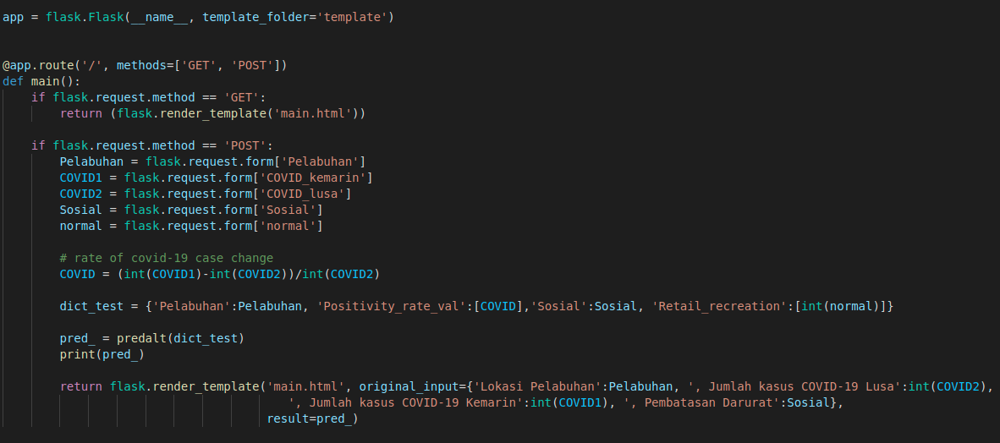 app = flask.Flask(__name__, template_folder='template')
@app.route('/', methods=['GET', 'POST'])
def main():
    if flask.request.method == 'GET':
        return (flask.render_template('main.html'))
    if flask.request.method == 'POST':
        Pelabuhan = flask.request.form['Pelabuhan']
        COVID1 = flask.request.form['COVID_kemarin']
        COVID2 = flask.request.form['COVID_lusa']
        Sosial = flask.request.form['Sosial']
        normal = flask.request.form['normal']
        # rate of covid-19 case change
        COVID = (int(COVID1)-int(COVID2))/int(COVID2)
        dict_test = {'Pelabuhan':Pelabuhan, 'Positivity_rate_val':[COVID],'Sosial':Sosial, 'Retail_recreation':[int(normal)]}
        pred_ = predalt(dict_test)
        print(pred_)
        return flask.render_template('main.html', original_input={'Lokasi Pelabuhan':Pelabuhan, ', Jumlah kasus COVID-19 Lusa':int(COVID2),
                                        ', Jumlah kasus COVID-19 Kemarin':int(COVID1), ', Pembatasan Darurat':Sosial},
                                     result=pred_)